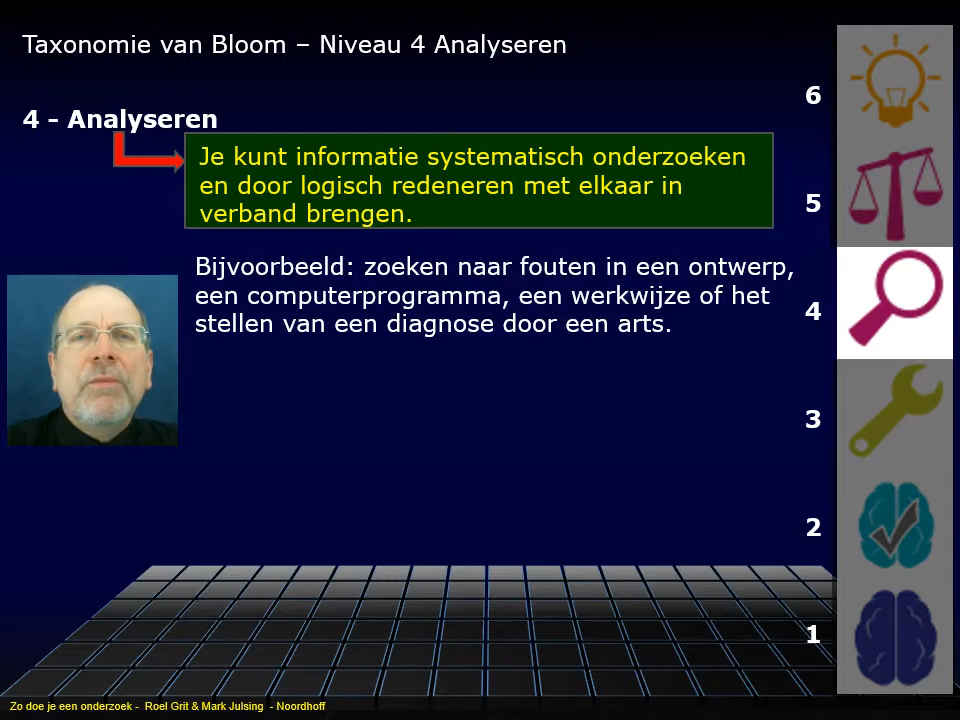 Taxonomie van Bloom – Niveau 4 Analyseren
4 - Analyseren
Je kunt informatie systematisch onderzoeken
en door logisch redeneren met elkaar in
verband brengen.
Bijvoorbeeld: zoeken naar fouten in een ontwerp,
een computerprogramma, een werkwijze of het
stellen van een diagnose door een arts.
6
5
4
3
2
1
Zo doe je een onderzoek - Roel Grit & Mark Julsing - Noordhoff